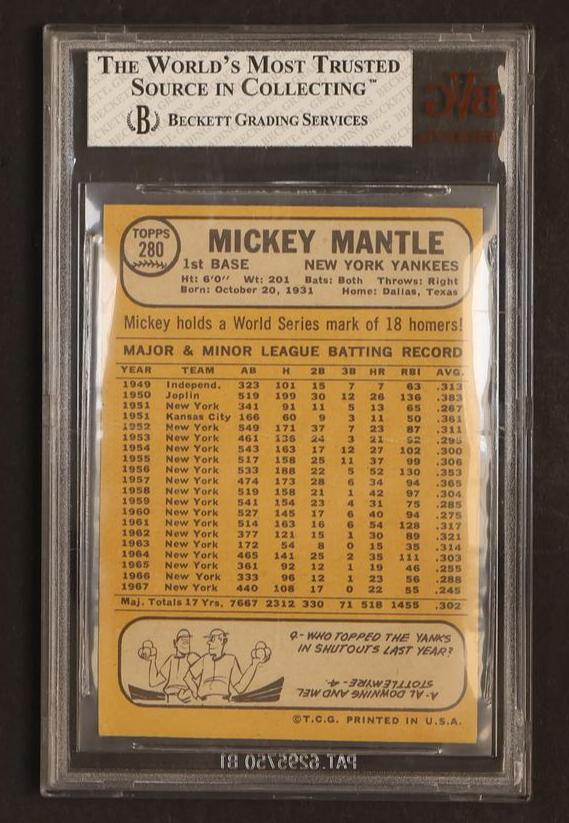 THE WORLD'S MOST TRUSTED
SOURCE IN COLLECTING™
B BECKETT GRADING SERVICES
BVG
TOPPS
280
MICKEY MANTLE
1st BASE NEW YORK YANKEES
Ht: 6'0" Wt: 201 Bats: Both Throws: Right
Born: October 20, 1931 Home: Dallas, Texas
Mickey holds a World Series mark of 18 homers!
MAJOR & MINOR LEAGUE BATTING RECORD
YEAR TEAM AB H 2B 3B HR RBI AVG.
1949 Independ. 323 101 15 7 7 63 .313
1950 Joplin 519 199 30 12 26 136 .383
1951 New York 341 91 11 5 13 65 .267
1951 Kansas City 166 60 9 3 11 50 .361
1952 New York 549 171 37 7 23 87 .311
1953 New York 461 136 24 3 21 92 .295
1954 New York 543 163 17 12 27 102 .300
1955 New York 517 158 25 11 37 99 .306
1956 New York 533 188 22 5 52 130 .353
1957 New York 474 173 28 6 34 94 .365
1958 New York 519 158 21 1 42 97 .304
1959 New York 541 154 23 4 31 75 .285
1960 New York 527 145 17 6 40 94 .275
1961 New York 514 163 16 6 54 128 .317
1962 New York 377 121 15 1 30 89 .321
1963 New York 172 54 8 0 15 35 .314
1964 New York 465 141 25 2 35 111 .303
1965 New York 361 92 12 1 19 46 .255
1966 New York 333 96 12 1 23 56 .288
1967 New York 440 108 17 0 22 55 .245
Maj. Totals 17 Yrs. 7667 2312 330 71 518 1455 .302
Q- WHO TOPPED THE YANKS
IN SHUTOUTS LAST YEAR?
A- AL DOWNING AND MEL
STOTTLEMYRE - 4.
©T.C.G. PRINTED IN U.S.A.
PAT.5295750 B1